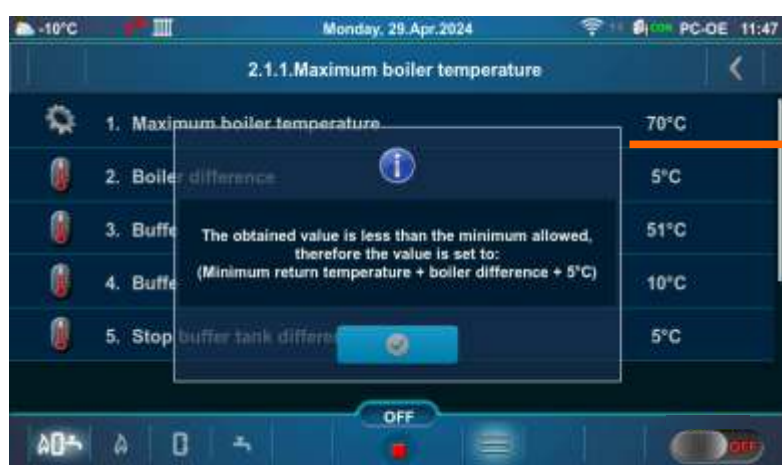 -10°C Monday, 29.Apr.2024 PC-OE 11:47
2.1.1.Maximum boiler temperature
1. Maximum boiler temperature 70°C
2. Boiler difference 5°C
3. Buffe 51°C
4. Buffe 10°C
5. Stop buffer tank differe 5°C
The obtained value is less than the minimum allowed,
therefore the value is set to:
(Minimum return temperature + boiler difference + 5°C)
OFF
OFF